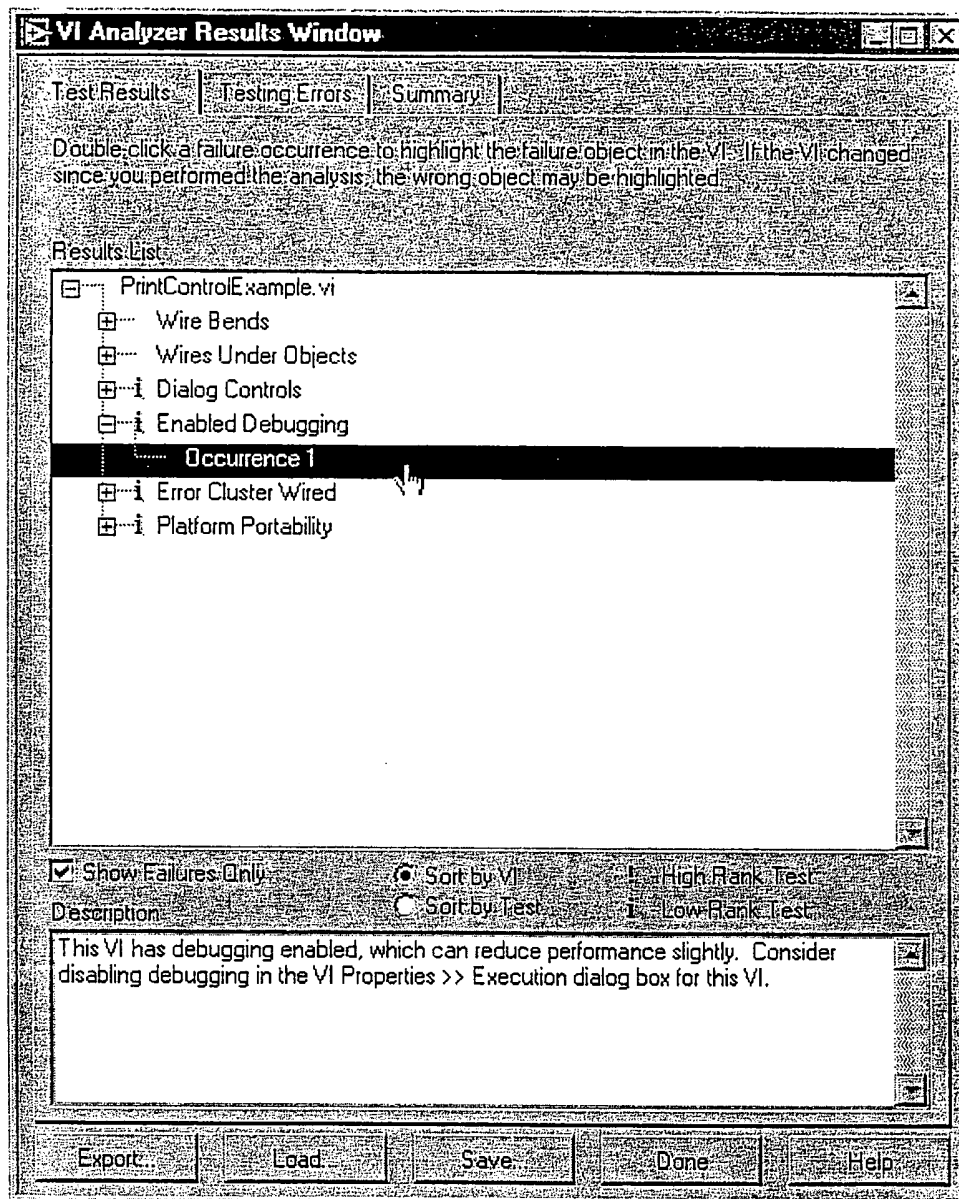 VI Analyzer Results Window
Test Results Testing Errors Summary
Double-click a failure occurrence to highlight the failure object in the VI. If the VI changed
since you performed the analysis, the wrong object may be highlighted.
Results List
PrintControlExample.vi
Wire Bends
Wires Under Objects
i Dialog Controls
i Enabled Debugging
Occurrence 1
i Error Cluster Wired
i Platform Portability
Show Failures Only Sort by VI ! - High Rank Test
Description Sort by Test i - Low Rank Test
This VI has debugging enabled, which can reduce performance slightly. Consider
disabling debugging in the VI Properties >> Execution dialog box for this VI.
Export... Load... Save... Done Help